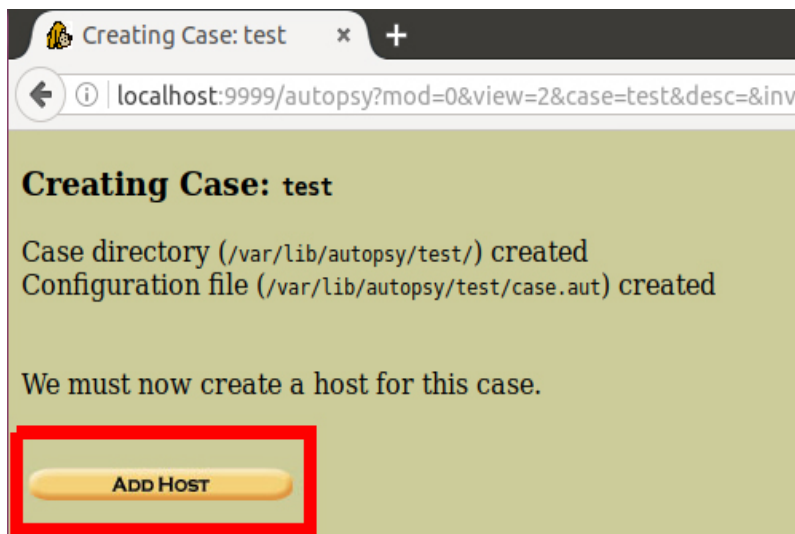 Creating Case: test × +
localhost:9999/autopsy?mod=0&view=2&case=test&desc=&inv
Creating Case: test
Case directory (/var/lib/autopsy/test/) created
Configuration file (/var/lib/autopsy/test/case.aut) created
We must now create a host for this case.
ADD HOST